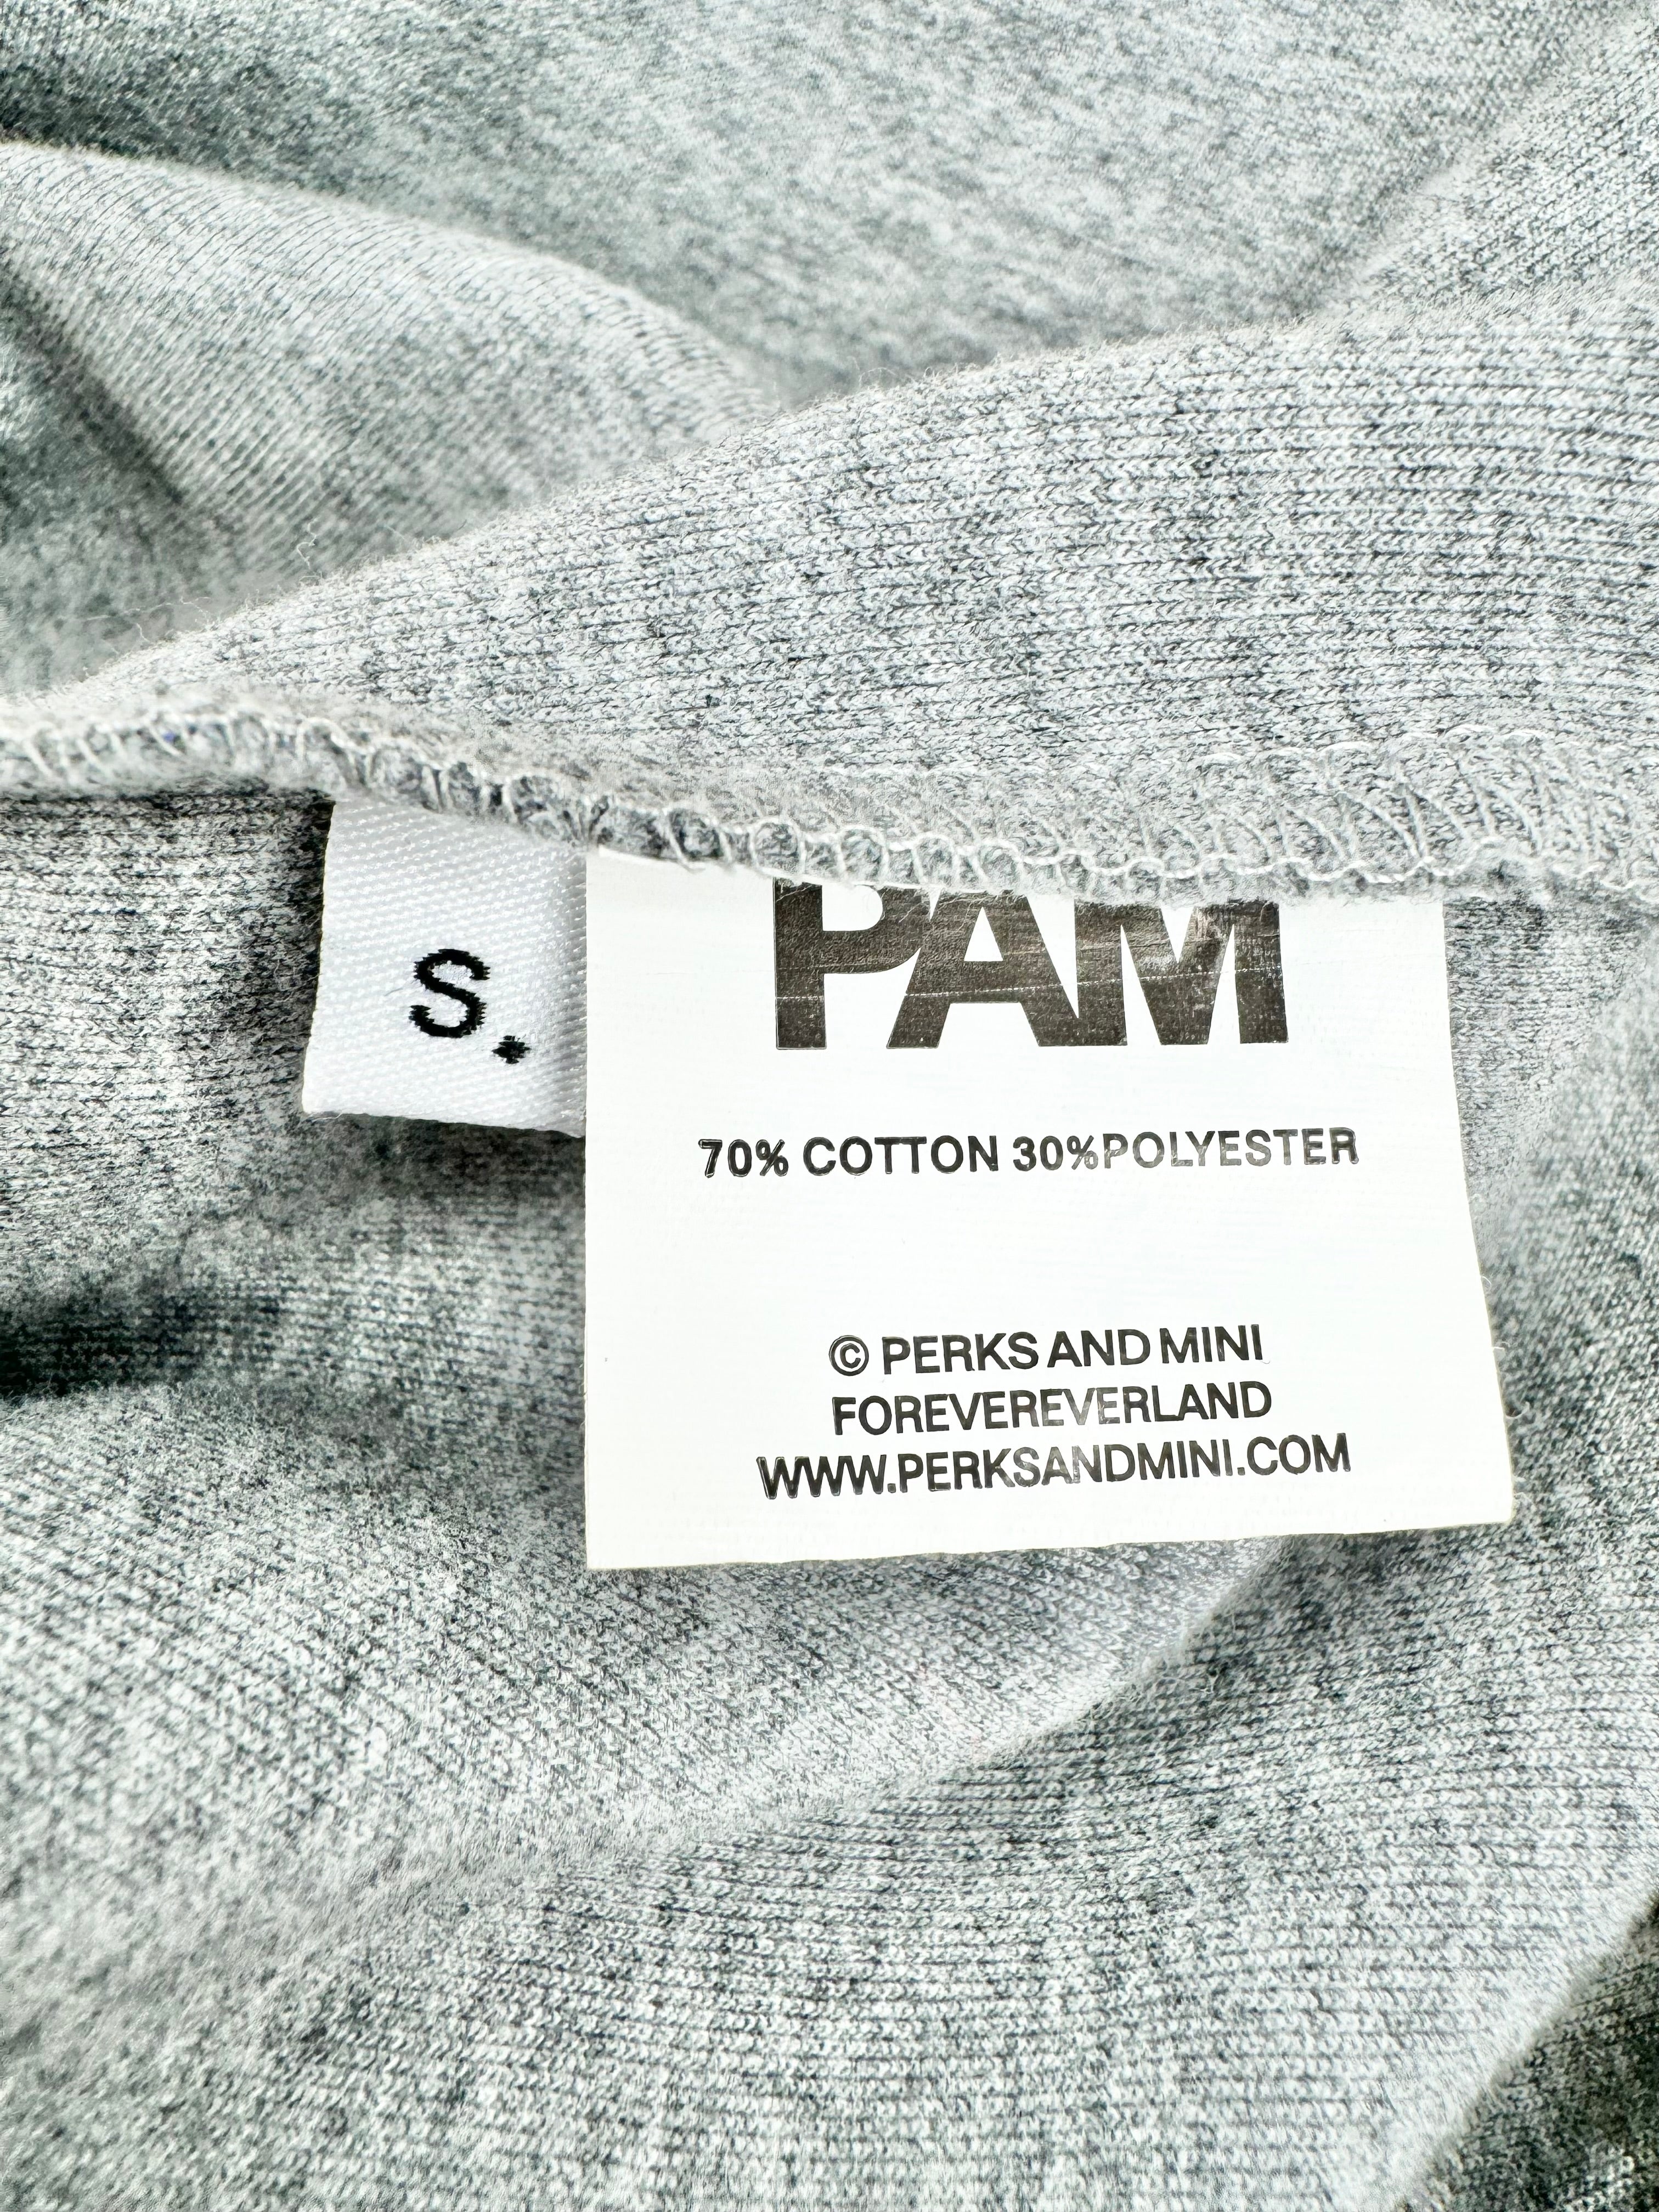 S.
PAM
70% COTTON 30%POLYESTER
© PERKS AND MINI
FOREVEREVERLAND
WWW.PERKSANDMINI.COM